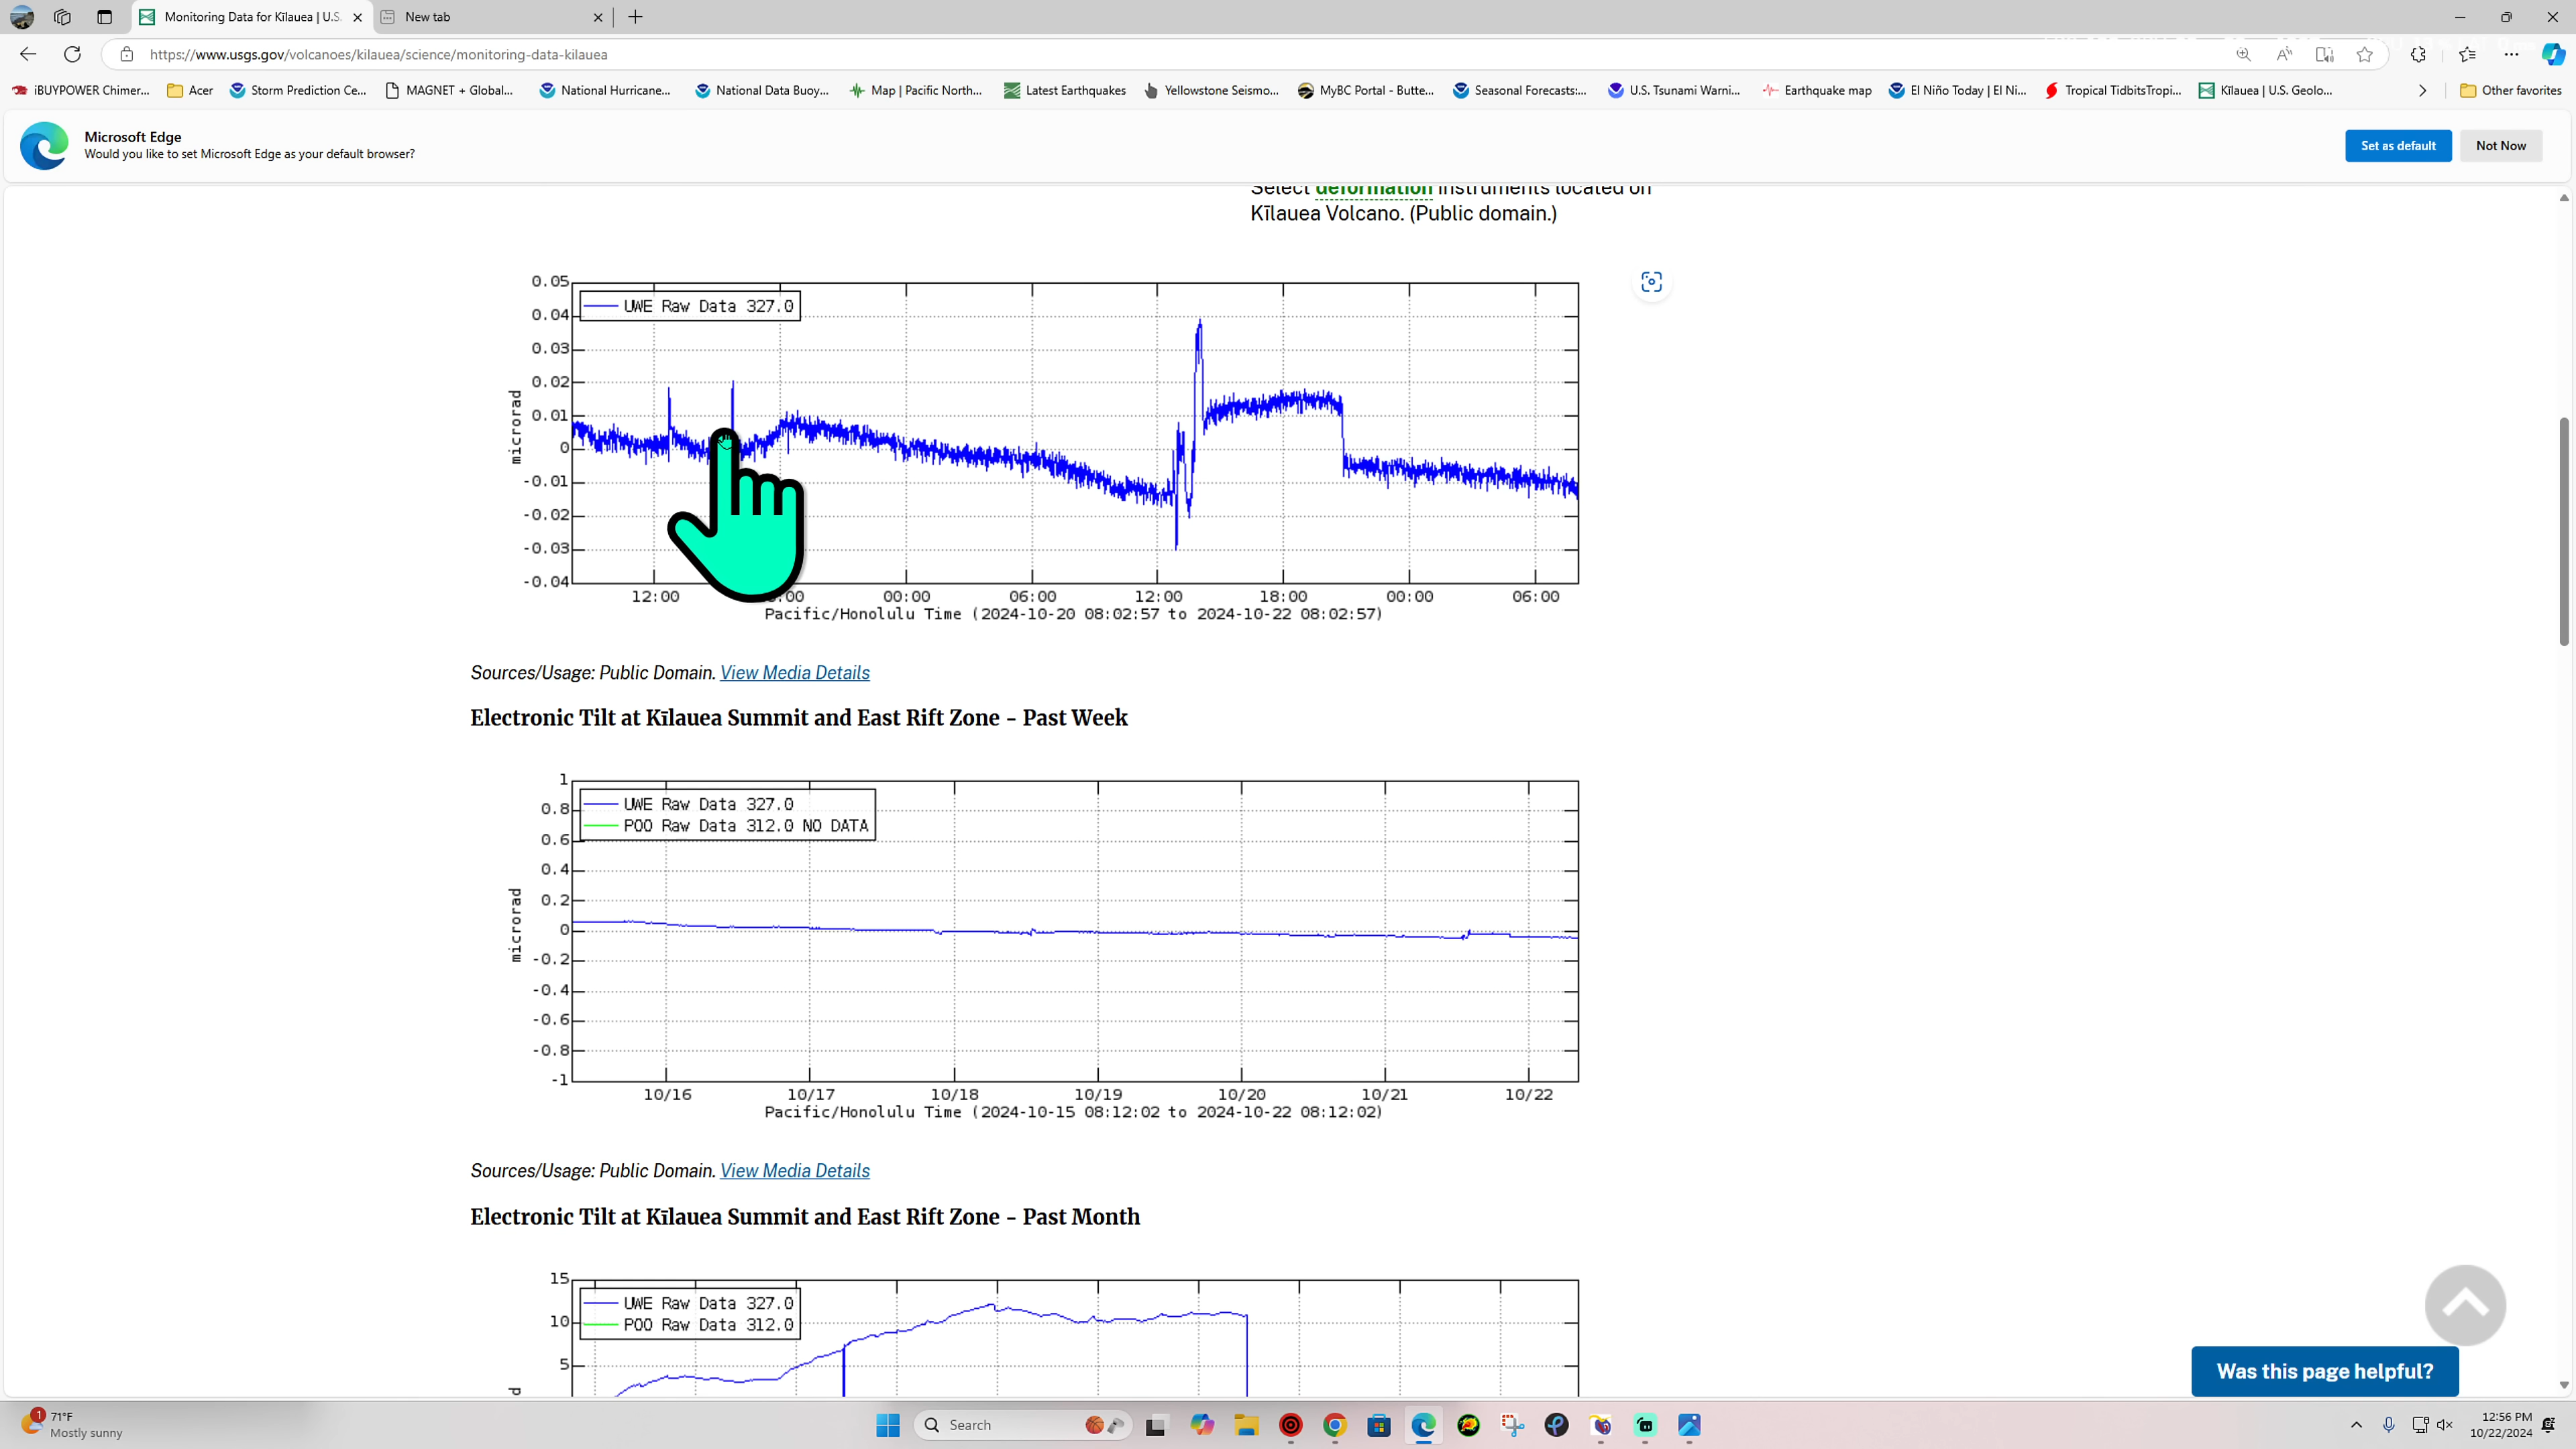 Monitoring Data for Kīlauea | U.S.
New tab
https://www.usgs.gov/volcanoes/kilauea/science/monitoring-data-kilauea
iBUYPOWER Chimer...
Acer
Storm Prediction Ce...
MAGNET + Global...
National Hurricane...
National Data Buoy...
Map | Pacific North...
Latest Earthquakes
Yellowstone Seismo...
MyBC Portal - Butte...
Seasonal Forecasts:...
U.S. Tsunami Warni...
Earthquake map
El Niño Today | El Ni...
Tropical TidbitsTropi...
Kīlauea | U.S. Geolo...
Other favorites
Microsoft Edge
Would you like to set Microsoft Edge as your default browser?
Set as default
Not Now
Select deformation instruments located on
Kīlauea Volcano. (Public domain.)
UWE Raw Data 327.0
0.05
0.04
0.03
0.02
0.01
0
-0.01
-0.02
-0.03
-0.04
microrad
12:00 :00 00:00 06:00 12:00 18:00 00:00 06:00
Pacific/Honolulu Time (2024-10-20 08:02:57 to 2024-10-22 08:02:57)
Sources/Usage: Public Domain. View Media Details
Electronic Tilt at Kīlauea Summit and East Rift Zone - Past Week
UWE Raw Data 327.0
POO Raw Data 312.0 NO DATA
1
0.8
0.6
0.4
0.2
0
-0.2
-0.4
-0.6
-0.8
-1
microrad
10/16 10/17 10/18 10/19 10/20 10/21 10/22
Pacific/Honolulu Time (2024-10-15 08:12:02 to 2024-10-22 08:12:02)
Sources/Usage: Public Domain. View Media Details
Electronic Tilt at Kīlauea Summit and East Rift Zone - Past Month
UWE Raw Data 327.0
POO Raw Data 312.0
15
10
5
d
Was this page helpful?
1
71°F
Mostly sunny
Search
12:56 PM
10/22/2024